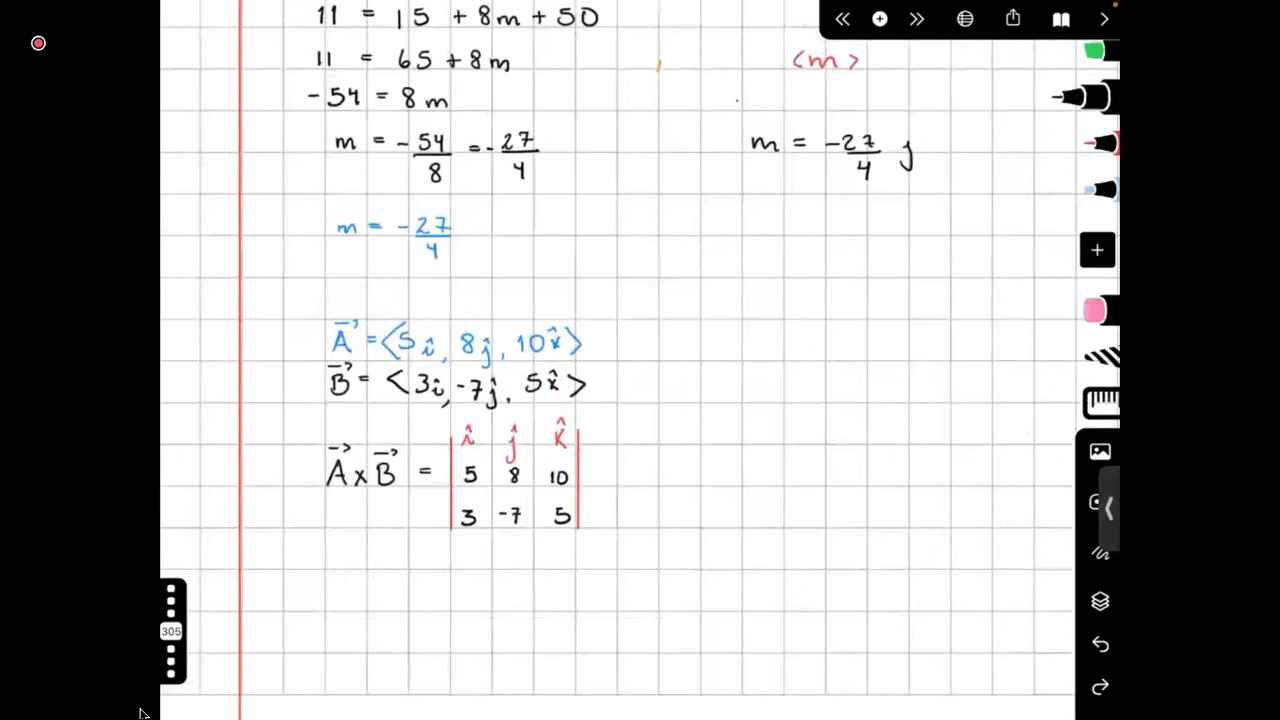 11 = 15 + 8m + 50
11 = 65 + 8m
<m>
-54 = 8m
m = -54/8 = -27/4
m = -27/4 j
m = -27/4
A⃗ = <5î, 8ĵ, 10k̂>
B⃗ = <3î, -7ĵ, 5k̂>
î ĵ k̂
A⃗ x B⃗ = | 5 8 10 |
3 -7 5
305